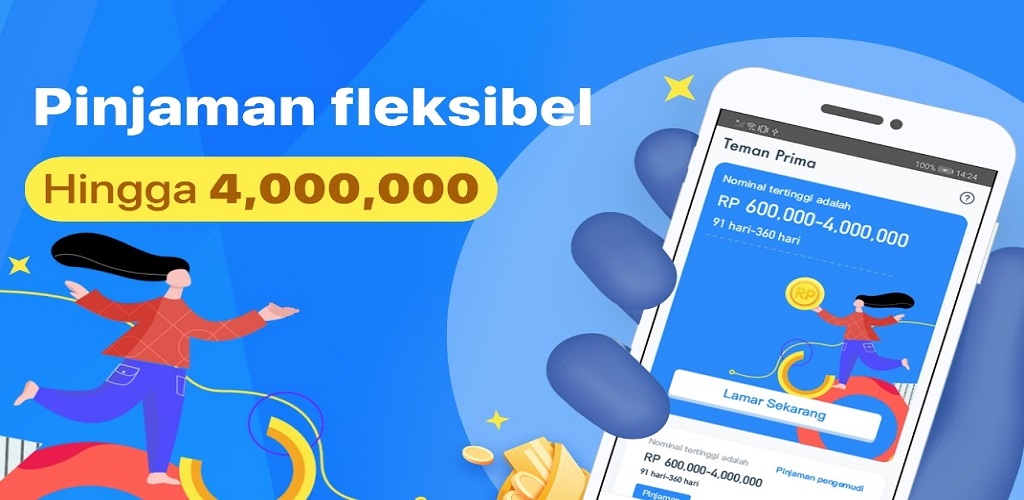 Pinjaman fleksibel
Hingga 4,000,000
100% 14:24
Teman Prima
Nominal tertinggi adalah
RP 600,000-4,000,000
91 hari-360 hari
RP
Lamar Sekarang
Nominal tertinggi adalah
RP 600,000-4,000,000
Pinjaman pengemudi
91 hari-360 hari
Pinjaman